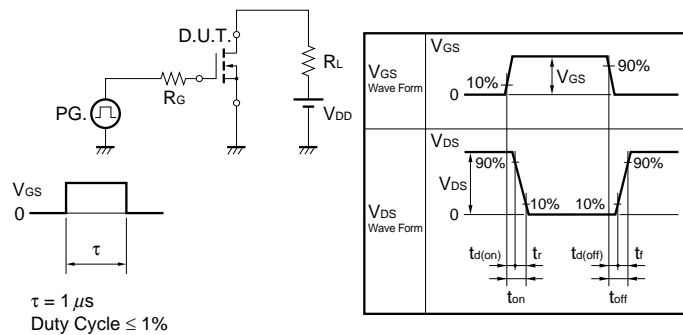 D.U.T.
RL
RG
PG.
VDD
VGS
0
τ
τ = 1 μs
Duty Cycle ≤ 1%
VGS
Wave Form
VGS
VGS
10%
90%
0
VDS
Wave Form
VDS
VDS
90%
90%
10%
10%
0
td(on)
tr
td(off)
tf
ton
toff